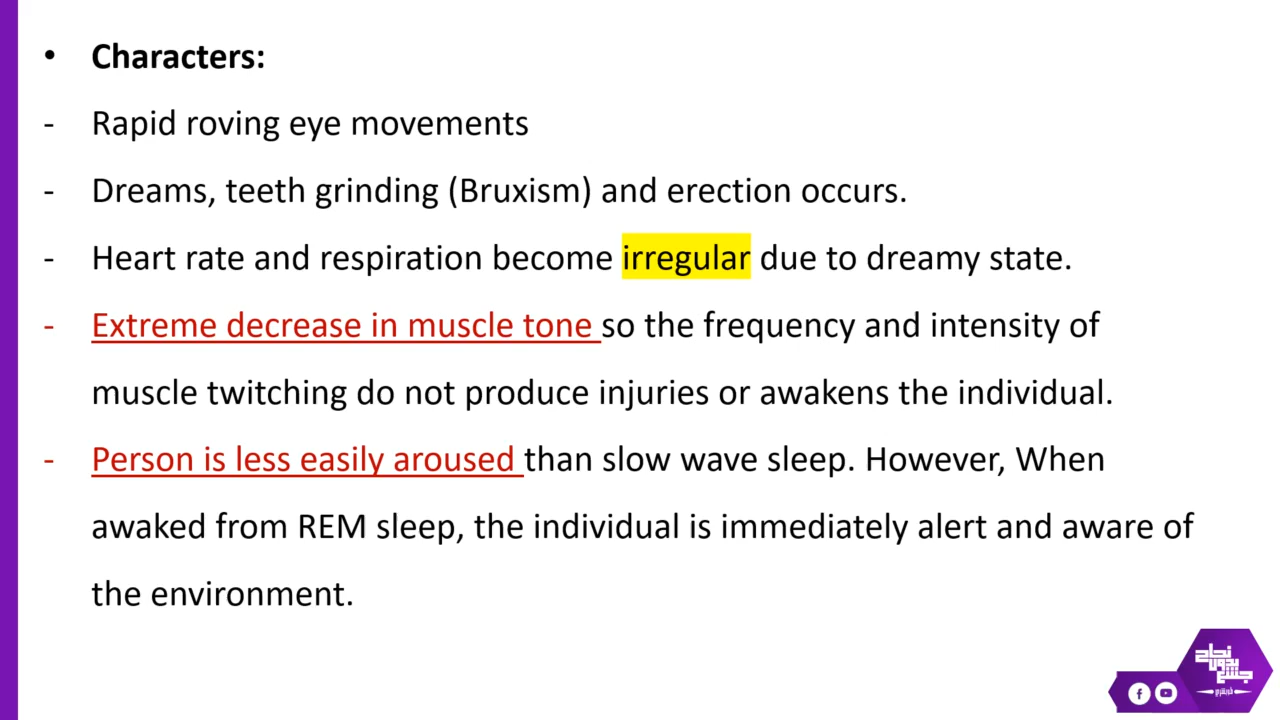 • Characters:
- Rapid roving eye movements
- Dreams, teeth grinding (Bruxism) and erection occurs.
- Heart rate and respiration become irregular due to dreamy state.
- Extreme decrease in muscle tone so the frequency and intensity of
muscle twitching do not produce injuries or awakens the individual.
- Person is less easily aroused than slow wave sleep. However, When
awaked from REM sleep, the individual is immediately alert and aware of
the environment.
نجاح
بدون